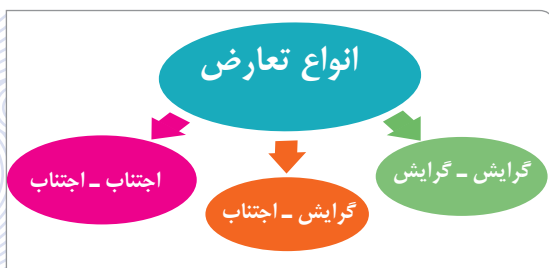 انواع تعارض
گرایش ـ گرایش
گرایش ـ اجتناب
اجتناب ـ اجتناب